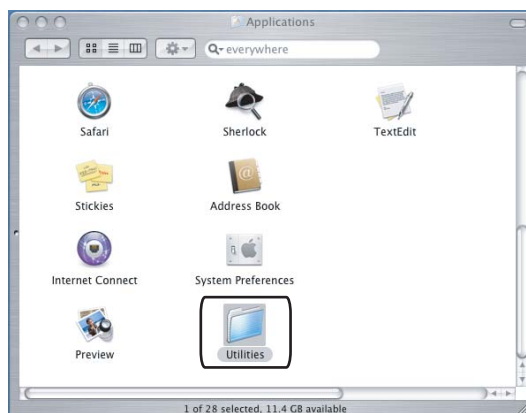 Applications
everywhere
Safari Sherlock TextEdit
Stickies Address Book
Internet Connect System Preferences
Preview Utilities
1 of 28 selected, 11.4 GB available